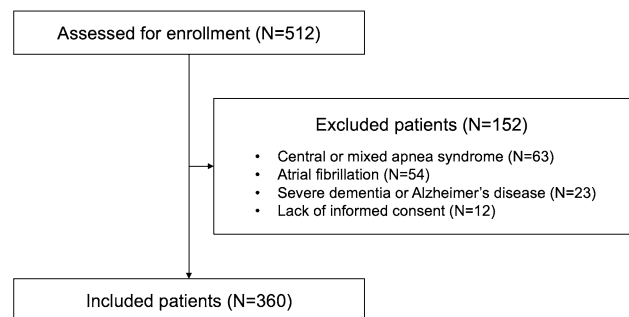 Assessed for enrollment (N=512)
Excluded patients (N=152)
• Central or mixed apnea syndrome (N=63)
• Atrial fibrillation (N=54)
• Severe dementia or Alzheimer's disease (N=23)
• Lack of informed consent (N=12)
Included patients (N=360)